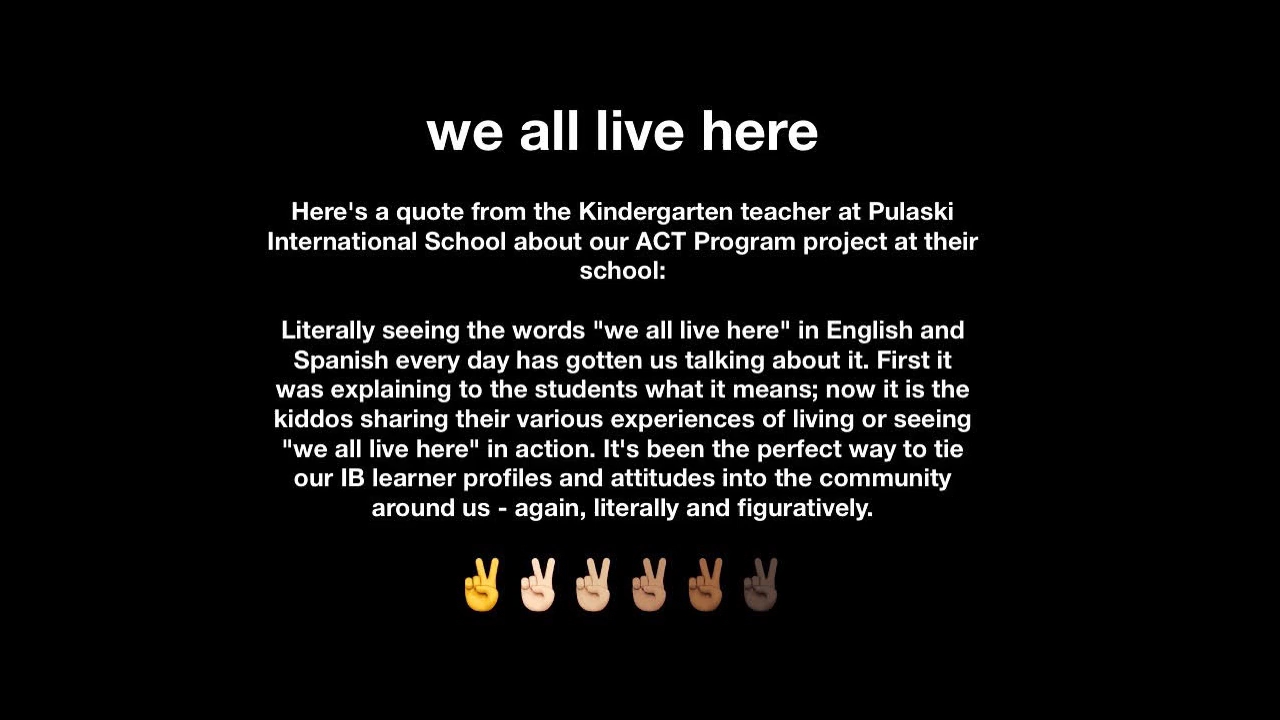 we all live here
Here's a quote from the Kindergarten teacher at Pulaski
International School about our ACT Program project at their
school:
Literally seeing the words "we all live here" in English and
Spanish every day has gotten us talking about it. First it
was explaining to the students what it means; now it is the
kiddos sharing their various experiences of living or seeing
"we all live here" in action. It's been the perfect way to tie
our IB learner profiles and attitudes into the community
around us - again, literally and figuratively.
✌️✌🏻✌🏼✌🏽✌🏾✌🏿